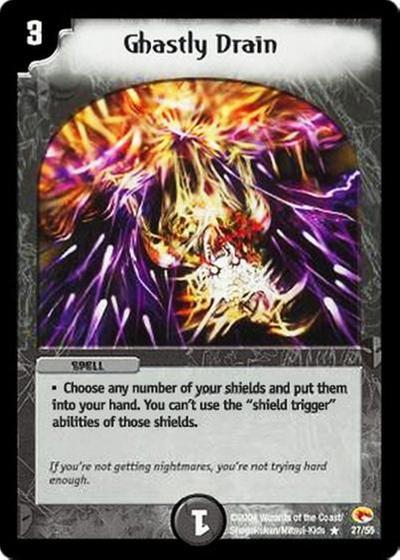 3
Ghastly Drain
SPELL
▪ Choose any number of your shields and put them
into your hand. You can't use the "shield trigger"
abilities of those shields.
If you're not getting nightmares, you're not trying hard
enough.
1
©2004 Wizards of the Coast/
Shogakukan/Mitsui-Kids ★ 27/55